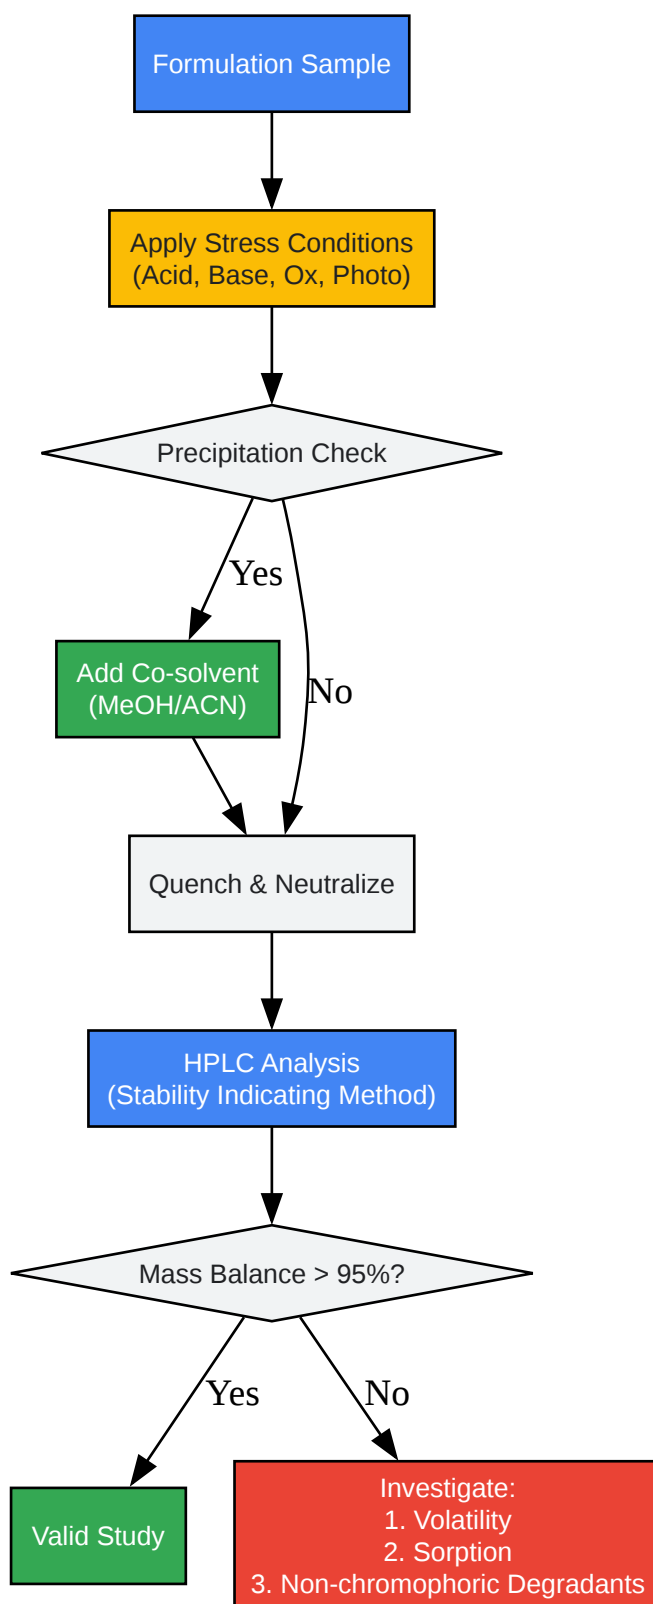 Formulation Sample
Apply Stress Conditions
(Acid, Base, Ox, Photo)
Precipitation Check
Yes
Add Co-solvent
(MeOH/ACN)
No
Quench & Neutralize
HPLC Analysis
(Stability Indicating Method)
Mass Balance > 95%?
Yes
No
Valid Study
Investigate:
1. Volatility
2. Sorption
3. Non-chromophoric Degradants